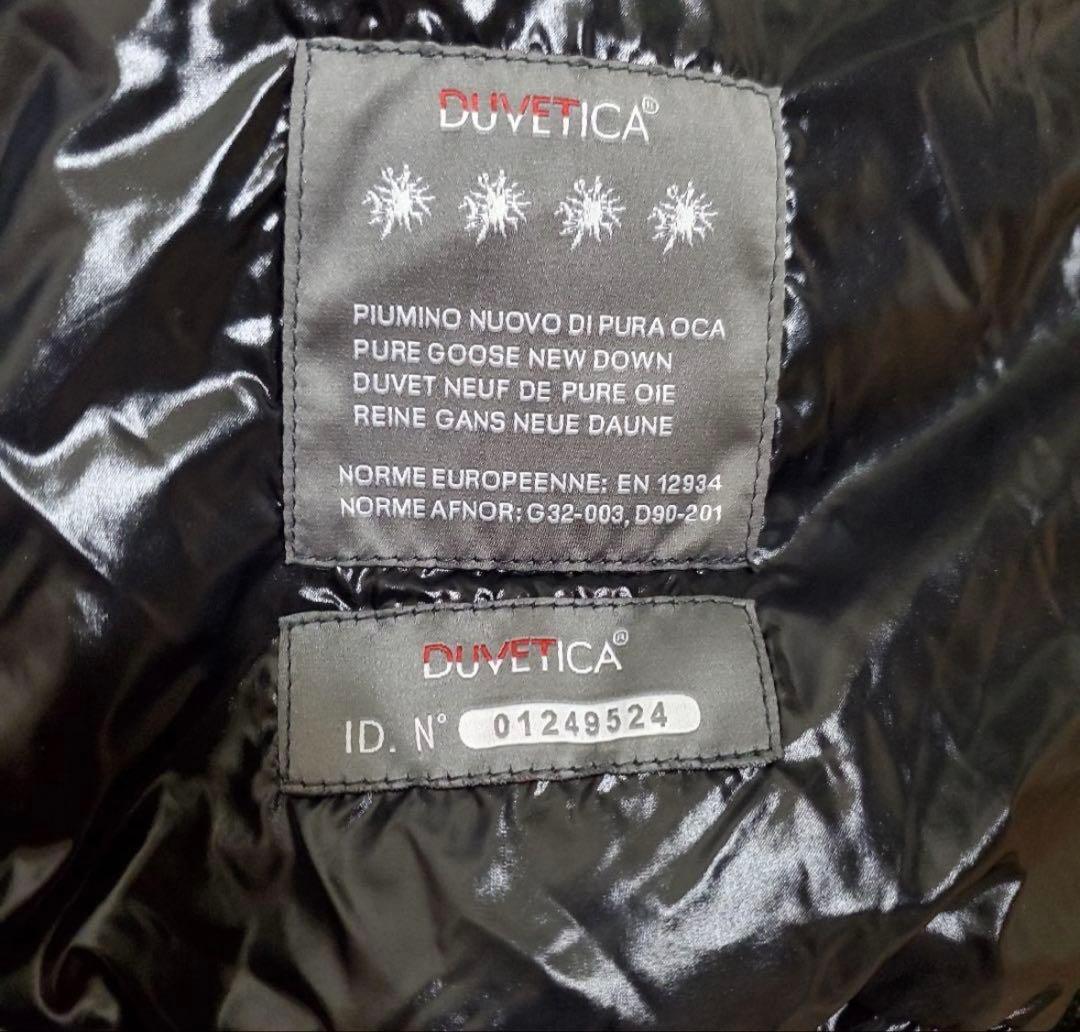 DUVETICA®
PIUMINO NUOVO DI PURA OCA
PURE GOOSE NEW DOWN
DUVET NEUF DE PURE OIE
REINE GANS NEUE DAUNE
NORME EUROPEENNE: EN 12934
NORME AFNOR: G32-003, D90-201
DUVETICA®
ID. N° 01249524